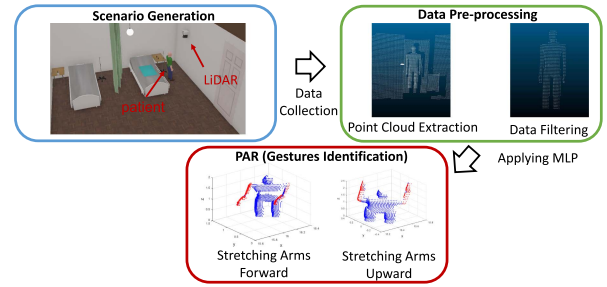 Scenario Generation
LiDAR
patient
Data
Collection
Data Pre-processing
Point Cloud Extraction
Data Filtering
Applying MLP
PAR (Gestures Identification)
Stretching Arms
Forward
Stretching Arms
Upward